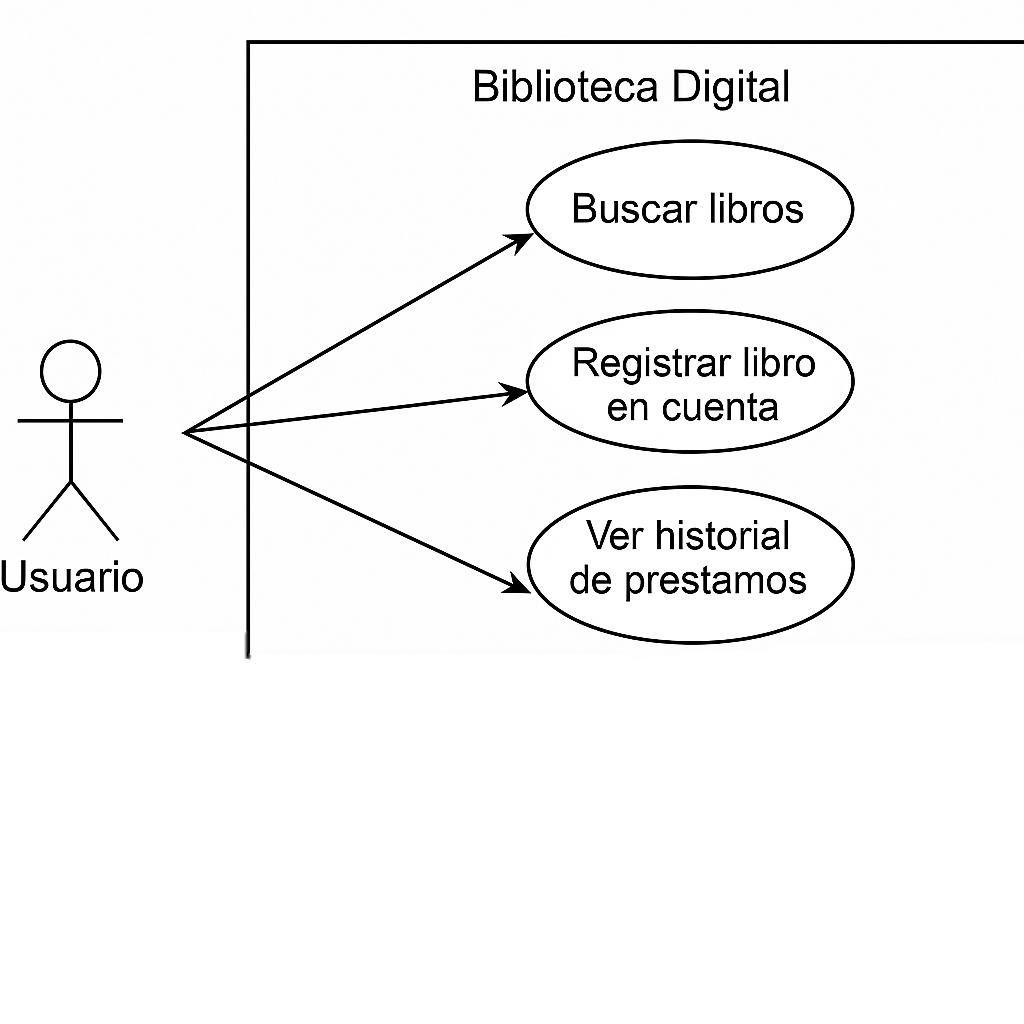 Biblioteca Digital
Buscar libros
Registrar libro
en cuenta
Ver historial
de prestamos
Usuario